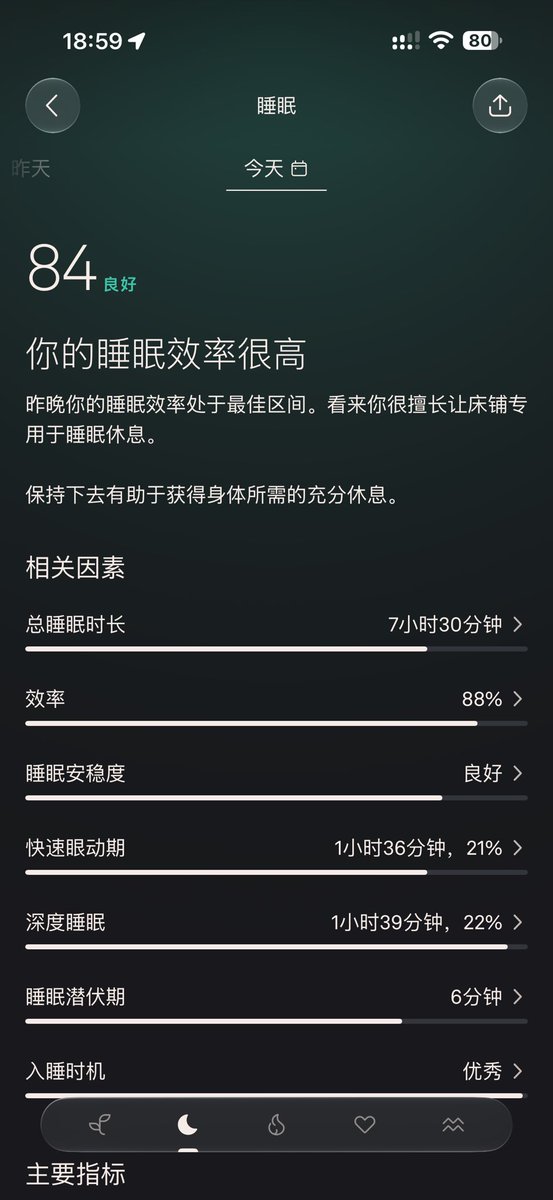 18:59
80
睡眠
昨天
今天
84 良好
你的睡眠效率很高
昨晚你的睡眠效率处于最佳区间。看来你很擅长让床铺专
用于睡眠休息。
保持下去有助于获得身体所需的充分休息。
相关因素
总睡眠时长 7小时30分钟
效率 88%
睡眠安稳度 良好
快速眼动期 1小时36分钟，21%
深度睡眠 1小时39分钟，22%
睡眠潜伏期 6分钟
入睡时机 优秀
主要指标